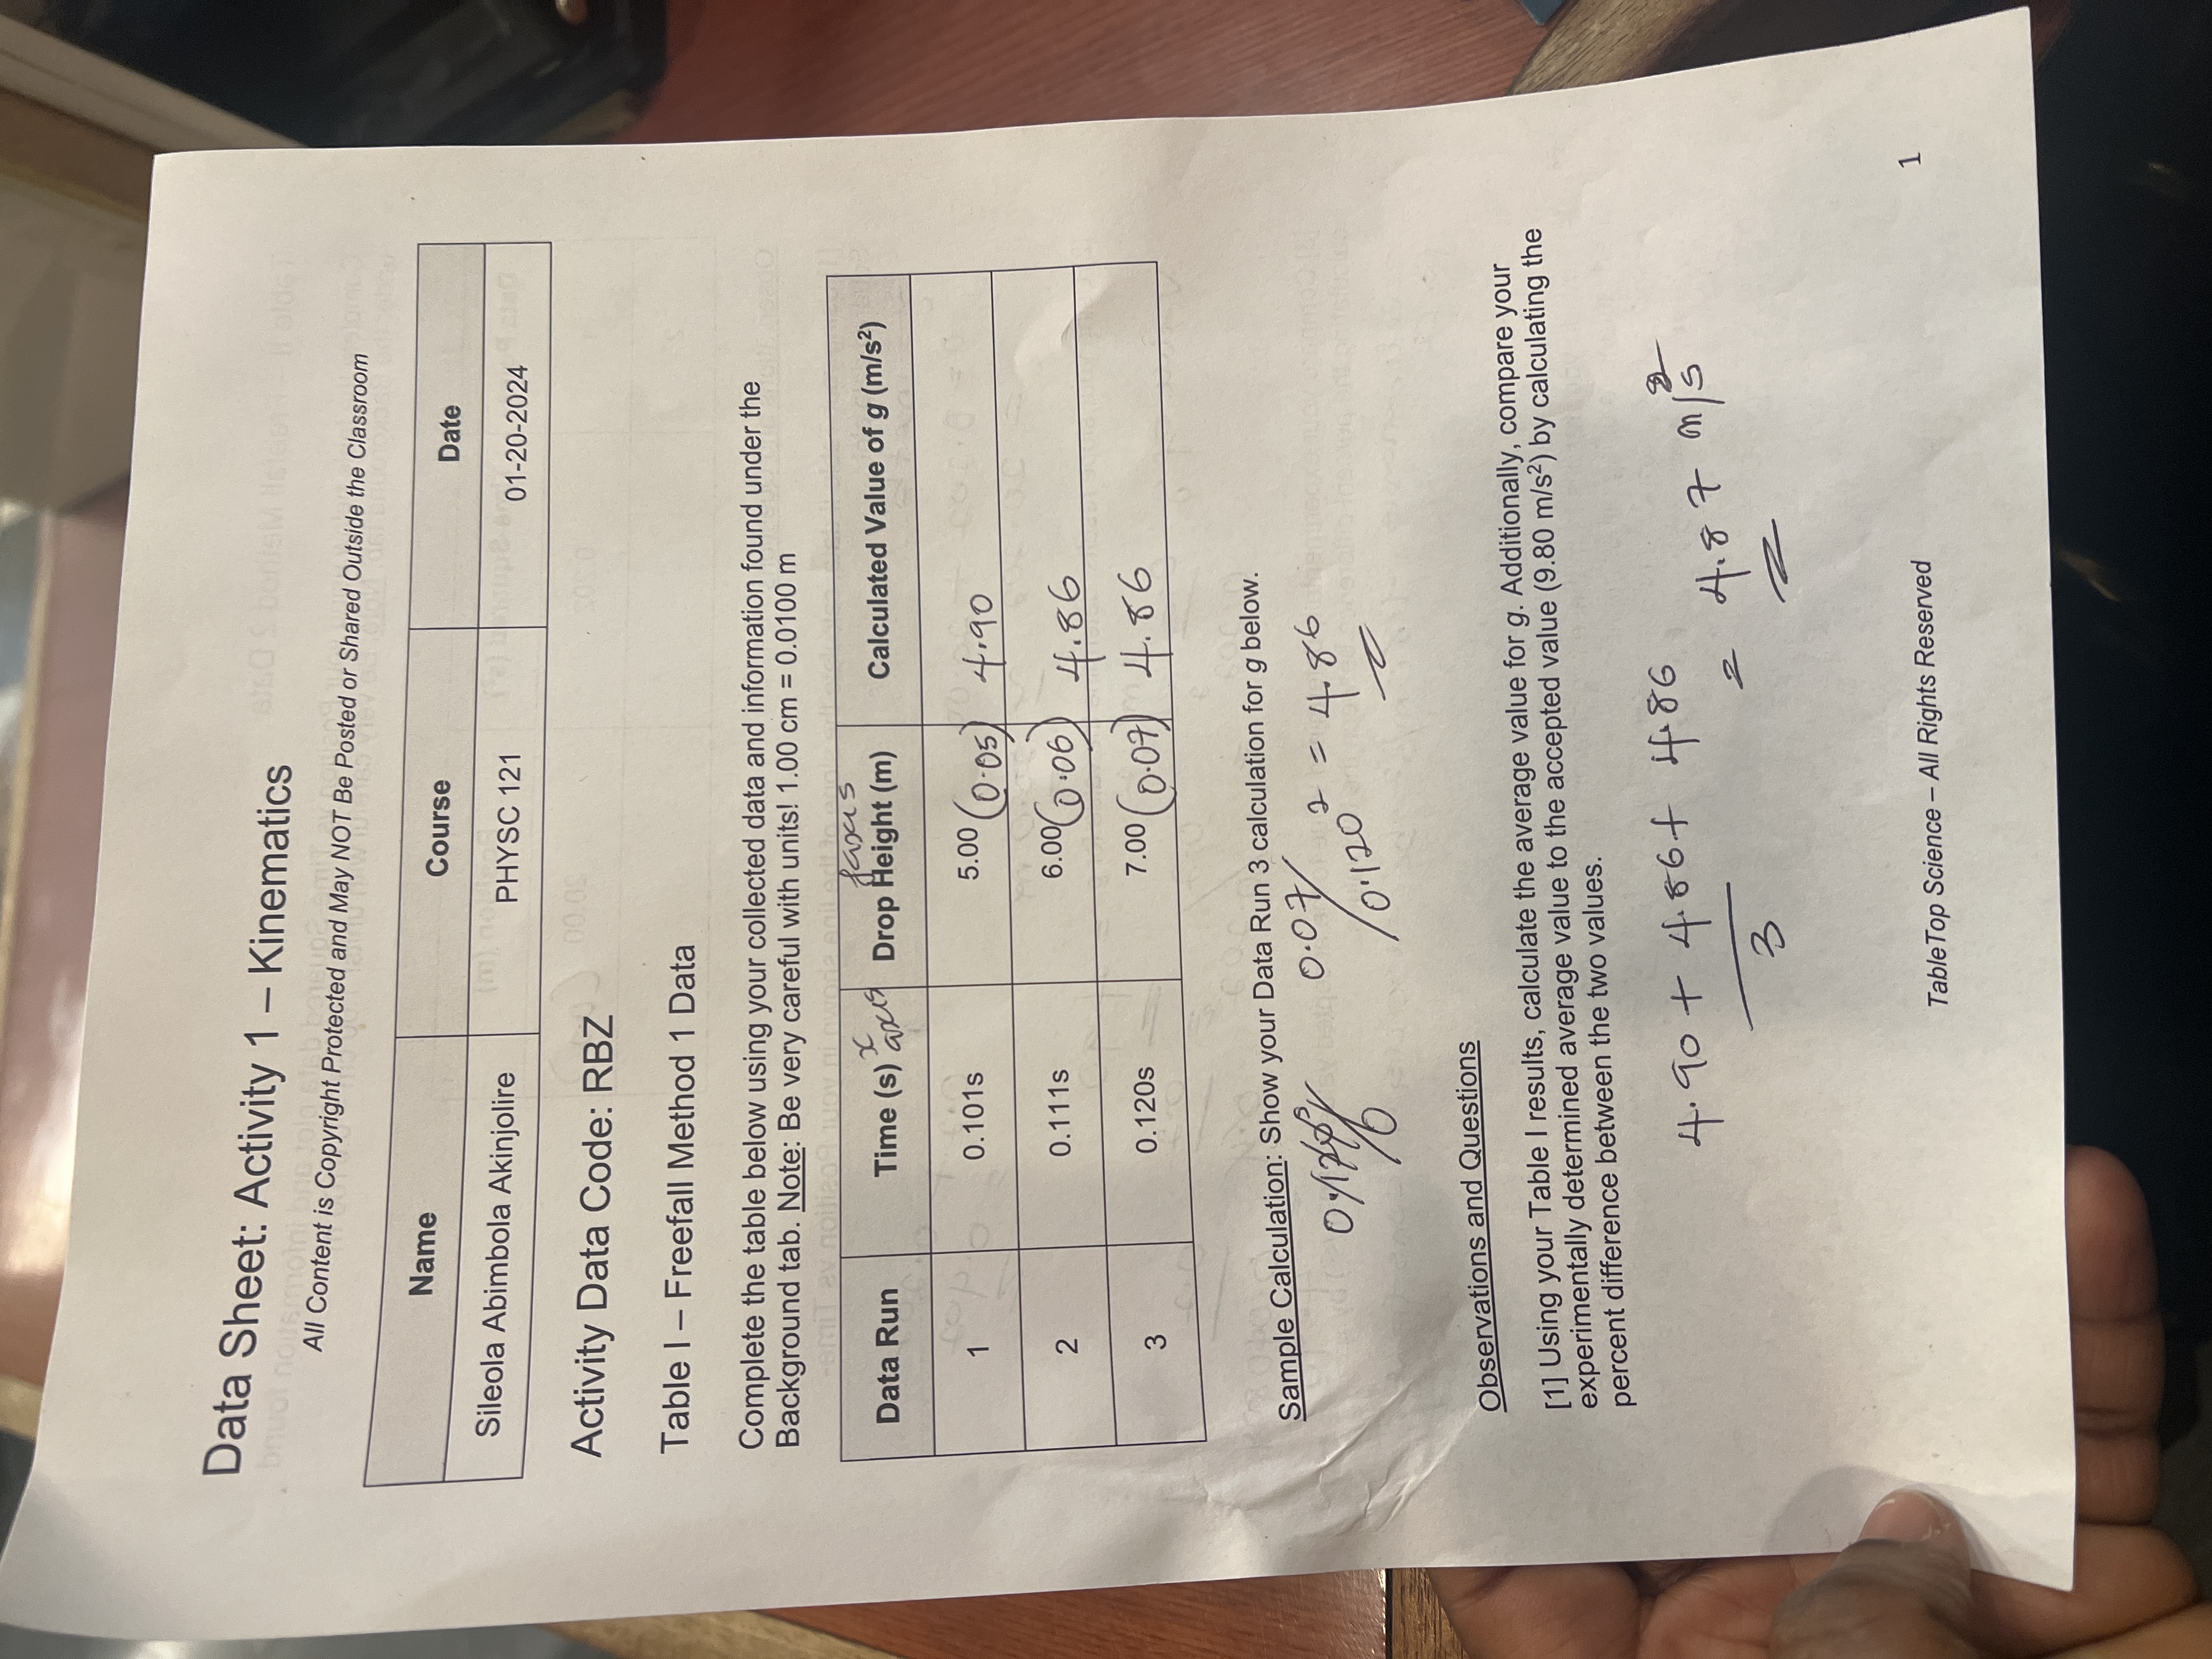 Data Sheet: Activity 1 – Kinematics
All Content is Copyright Protected and May NOT Be Posted or Shared Outside the Classroom
Name Course Date
Sileola Abimbola Akinjolire PHYSC 121 01-20-2024
Activity Data Code: RBZ
Table I – Freefall Method 1 Data
Complete the table below using your collected data and information found under the
Background tab. Note: Be very careful with units! 1.00 cm = 0.0100 m
Data Run Time (s) x axis Drop Height (m) Calculated Value of g (m/s²)
1 0.101s 5.00 (0.05) 4.90
2 0.111s 6.00 (0.06) 4.86
3 0.120s 7.00 (0.07) 4.86
Sample Calculation: Show your Data Run 3 calculation for g below.
0.07/0.120² = 4.86
Observations and Questions
[1] Using your Table I results, calculate the average value for g. Additionally, compare your
experimentally determined average value to the accepted value (9.80 m/s²) by calculating the
percent difference between the two values.
4.90 + 4.86 + 4.86
3
= 4.87 m/s²
TableTop Science – All Rights Reserved
1